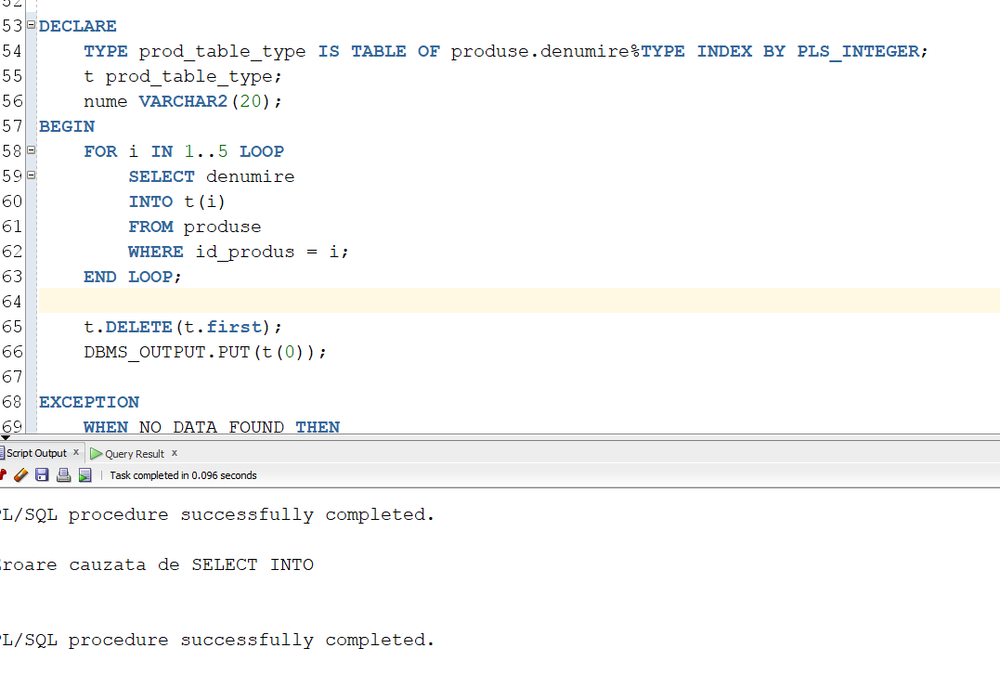 52
53 DECLARE
54 TYPE prod_table_type IS TABLE OF produse.denumire%TYPE INDEX BY PLS_INTEGER;
55 t prod_table_type;
56 nume VARCHAR2(20);
57 BEGIN
58 FOR i IN 1..5 LOOP
59 SELECT denumire
60 INTO t(i)
61 FROM produse
62 WHERE id_produs = i;
63 END LOOP;
64
65 t.DELETE(t.first);
66 DBMS_OUTPUT.PUT(t(0));
67
68 EXCEPTION
69 WHEN NO_DATA_FOUND THEN
Script Output x Query Result x
Task completed in 0.096 seconds
PL/SQL procedure successfully completed.
Eroare cauzata de SELECT INTO
PL/SQL procedure successfully completed.